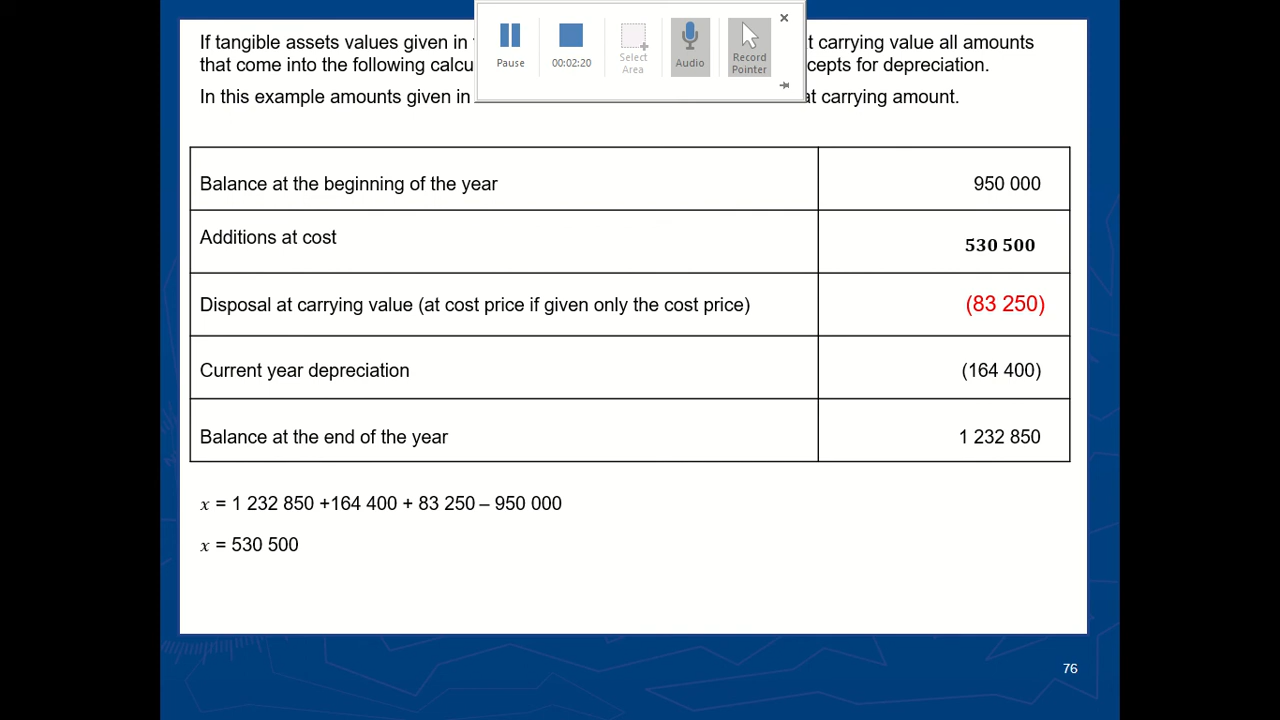 Pause
00:02:20
Select
Area
Audio
Record
Pointer
If tangible assets values given in t carrying value all amounts
that come into the following calcu cepts for depreciation.
In this example amounts given in at carrying amount.
Balance at the beginning of the year 950 000
Additions at cost 530 500
Disposal at carrying value (at cost price if given only the cost price) (83 250)
Current year depreciation (164 400)
Balance at the end of the year 1 232 850
x = 1 232 850 +164 400 + 83 250 – 950 000
x = 530 500
76